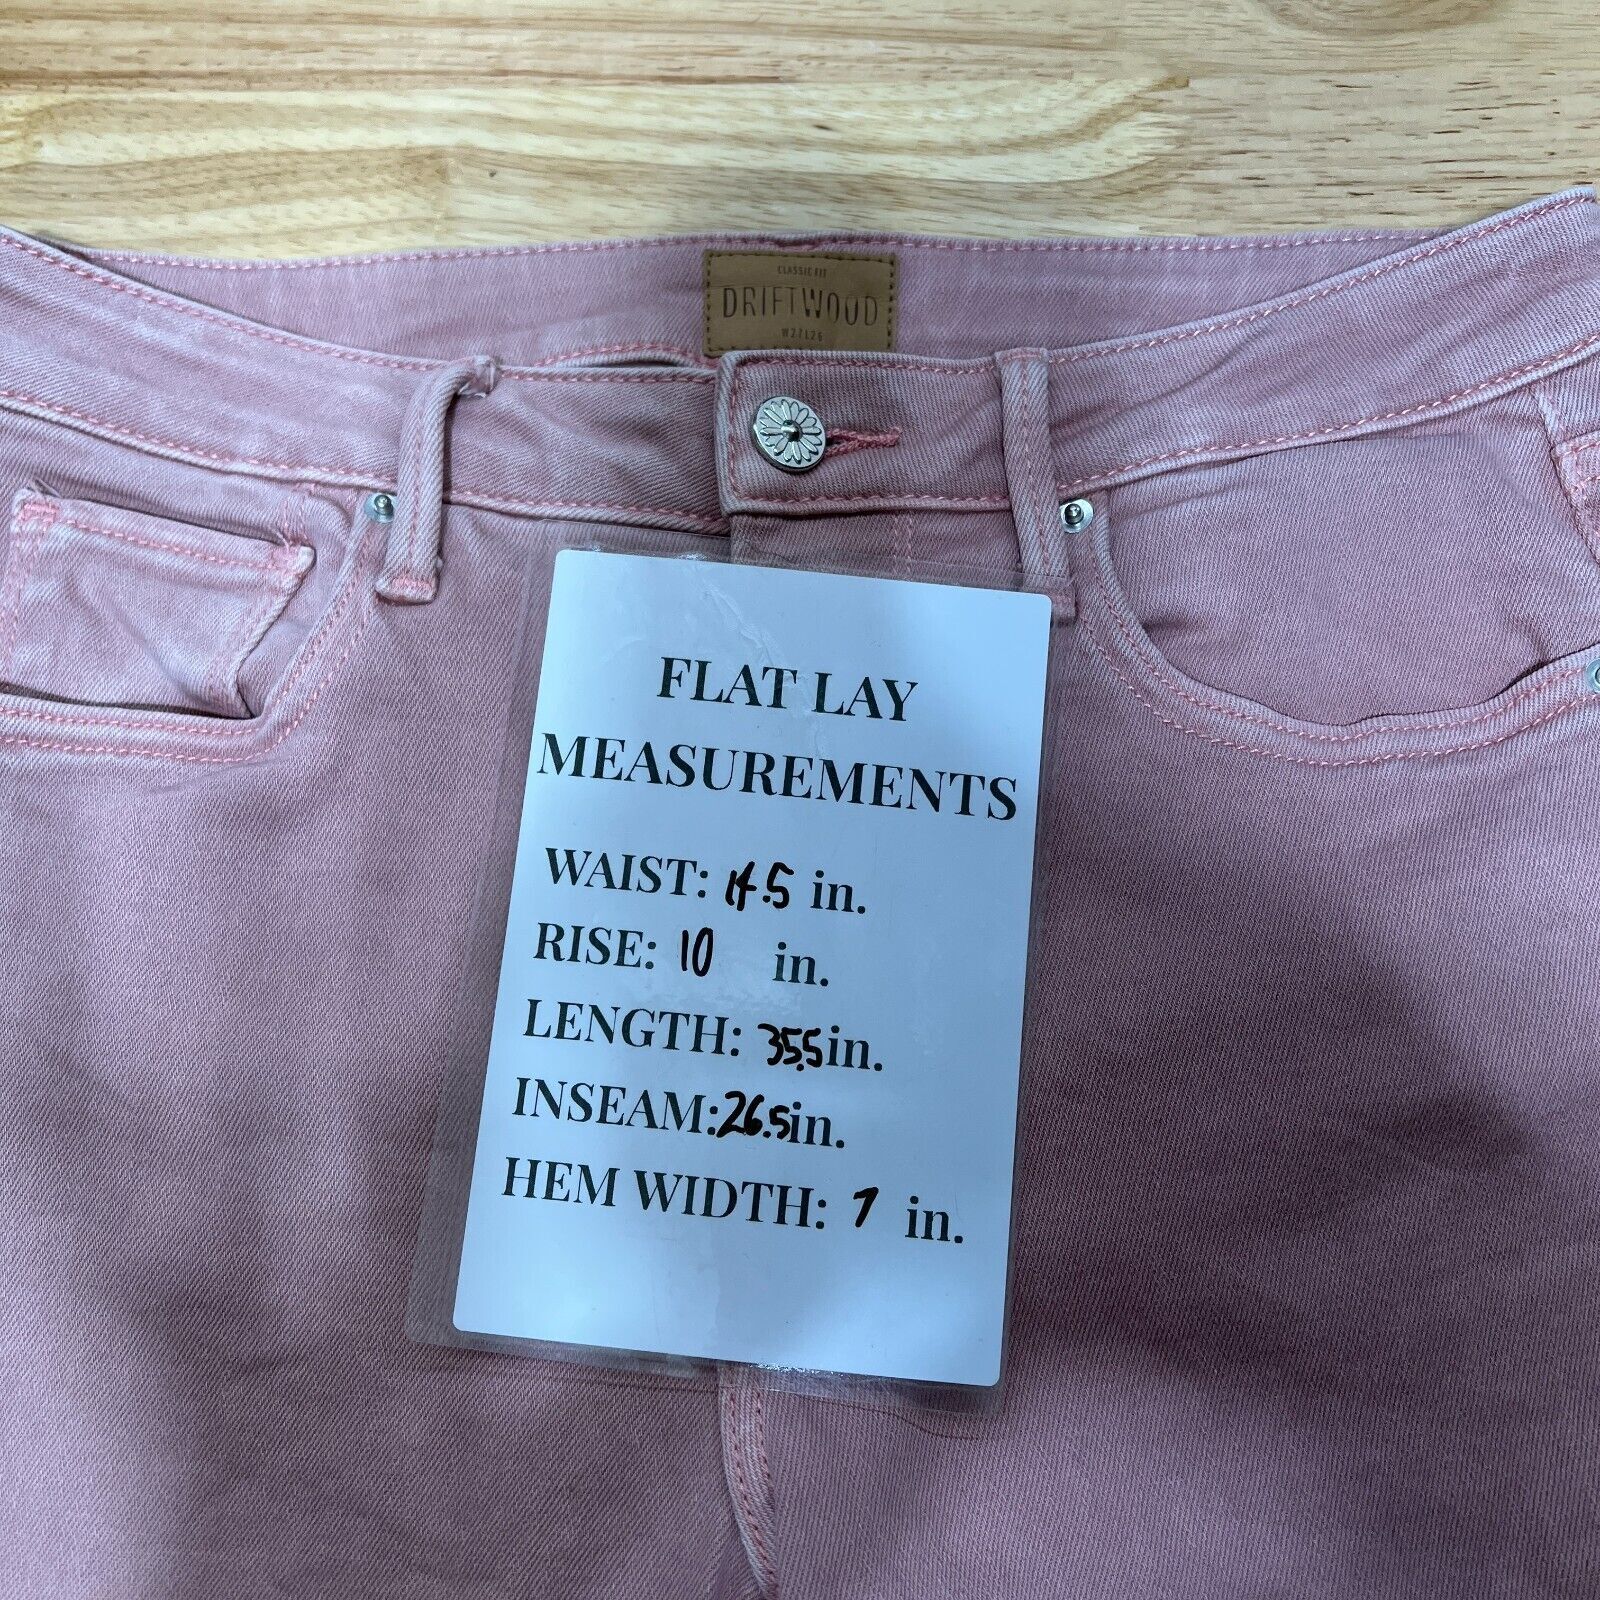 CLASSIC FIT
DRIFTWOOD
W27L26
FLAT LAY
MEASUREMENTS
WAIST: 14.5 in.
RISE: 10 in.
LENGTH: 35.5 in.
INSEAM: 26.5 in.
HEM WIDTH: 7 in.